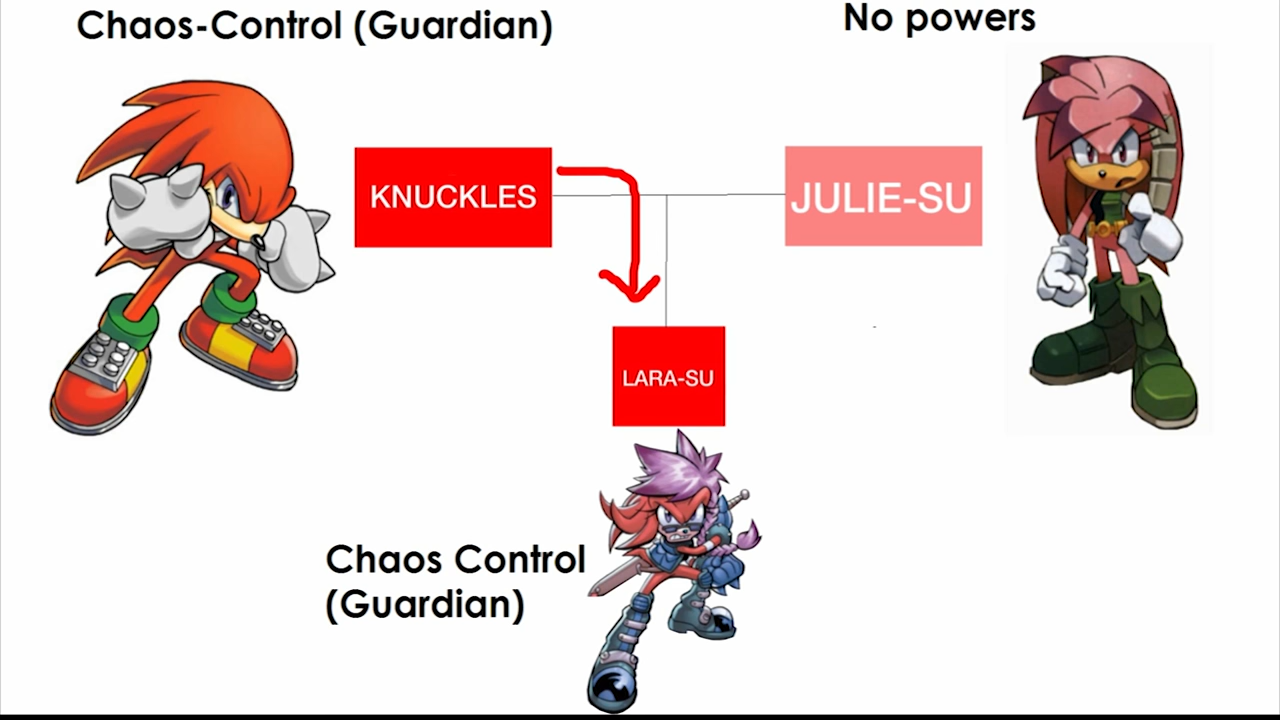 Chaos-Control (Guardian)
No powers
KNUCKLES
JULIE-SU
LARA-SU
Chaos Control
(Guardian)